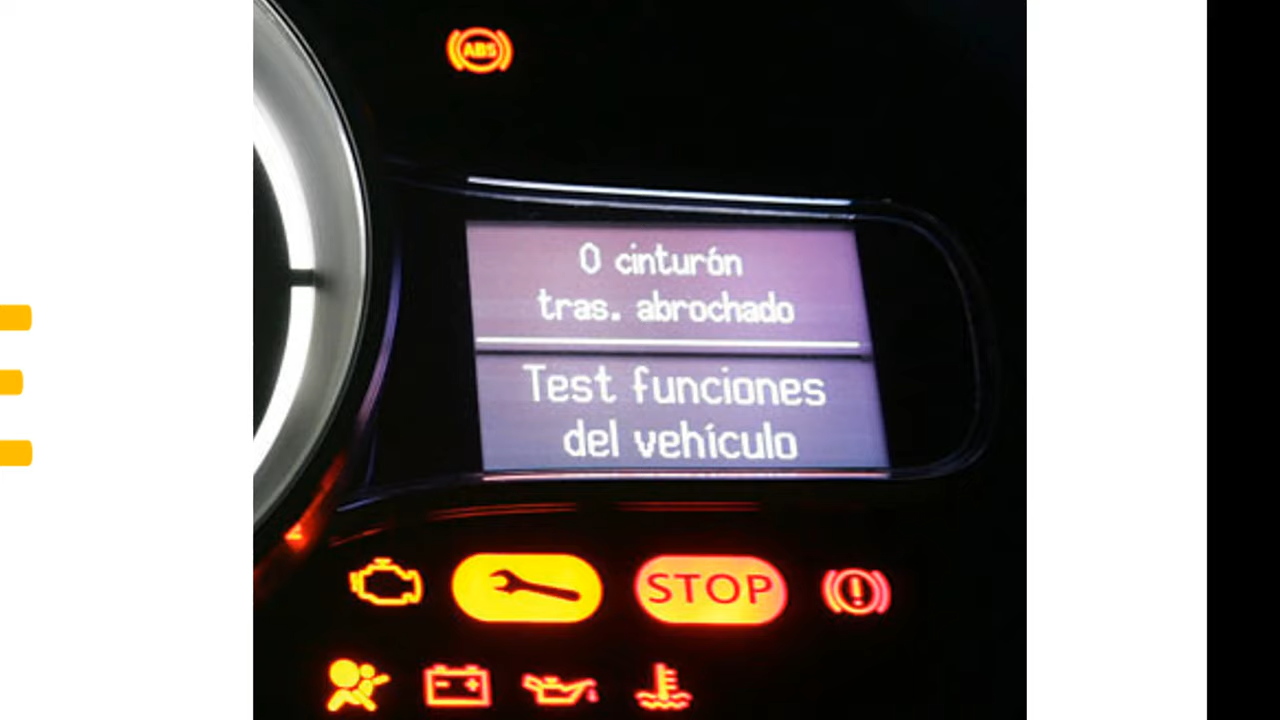 ABS
0 cinturón
tras. abrochado
Test funciones
del vehículo
STOP